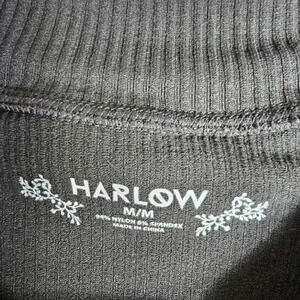 HARLOW
M/M
94% NYLON 6% SPANDEX
MADE IN CHINA